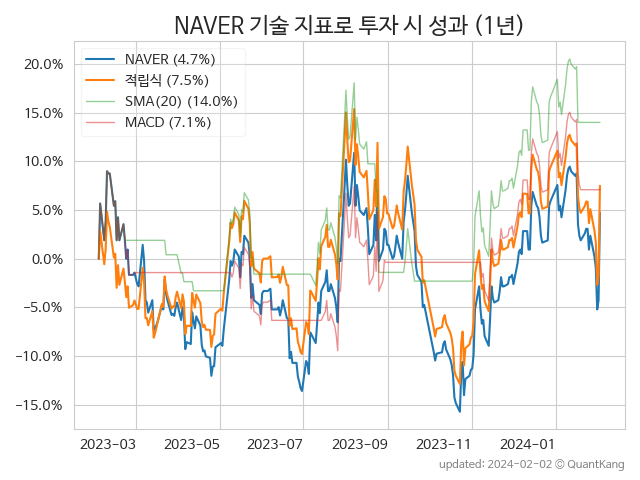 NAVER 기술 지표로 투자 시 성과 (1년)
NAVER (4.7%)
적립식 (7.5%)
SMA(20) (14.0%)
MACD (7.1%)
20.0%
15.0%
10.0%
5.0%
0.0%
−5.0%
−10.0%
−15.0%
2023-03 2023-05 2023-07 2023-09 2023-11 2024-01
updated: 2024-02-02 © QuantKang